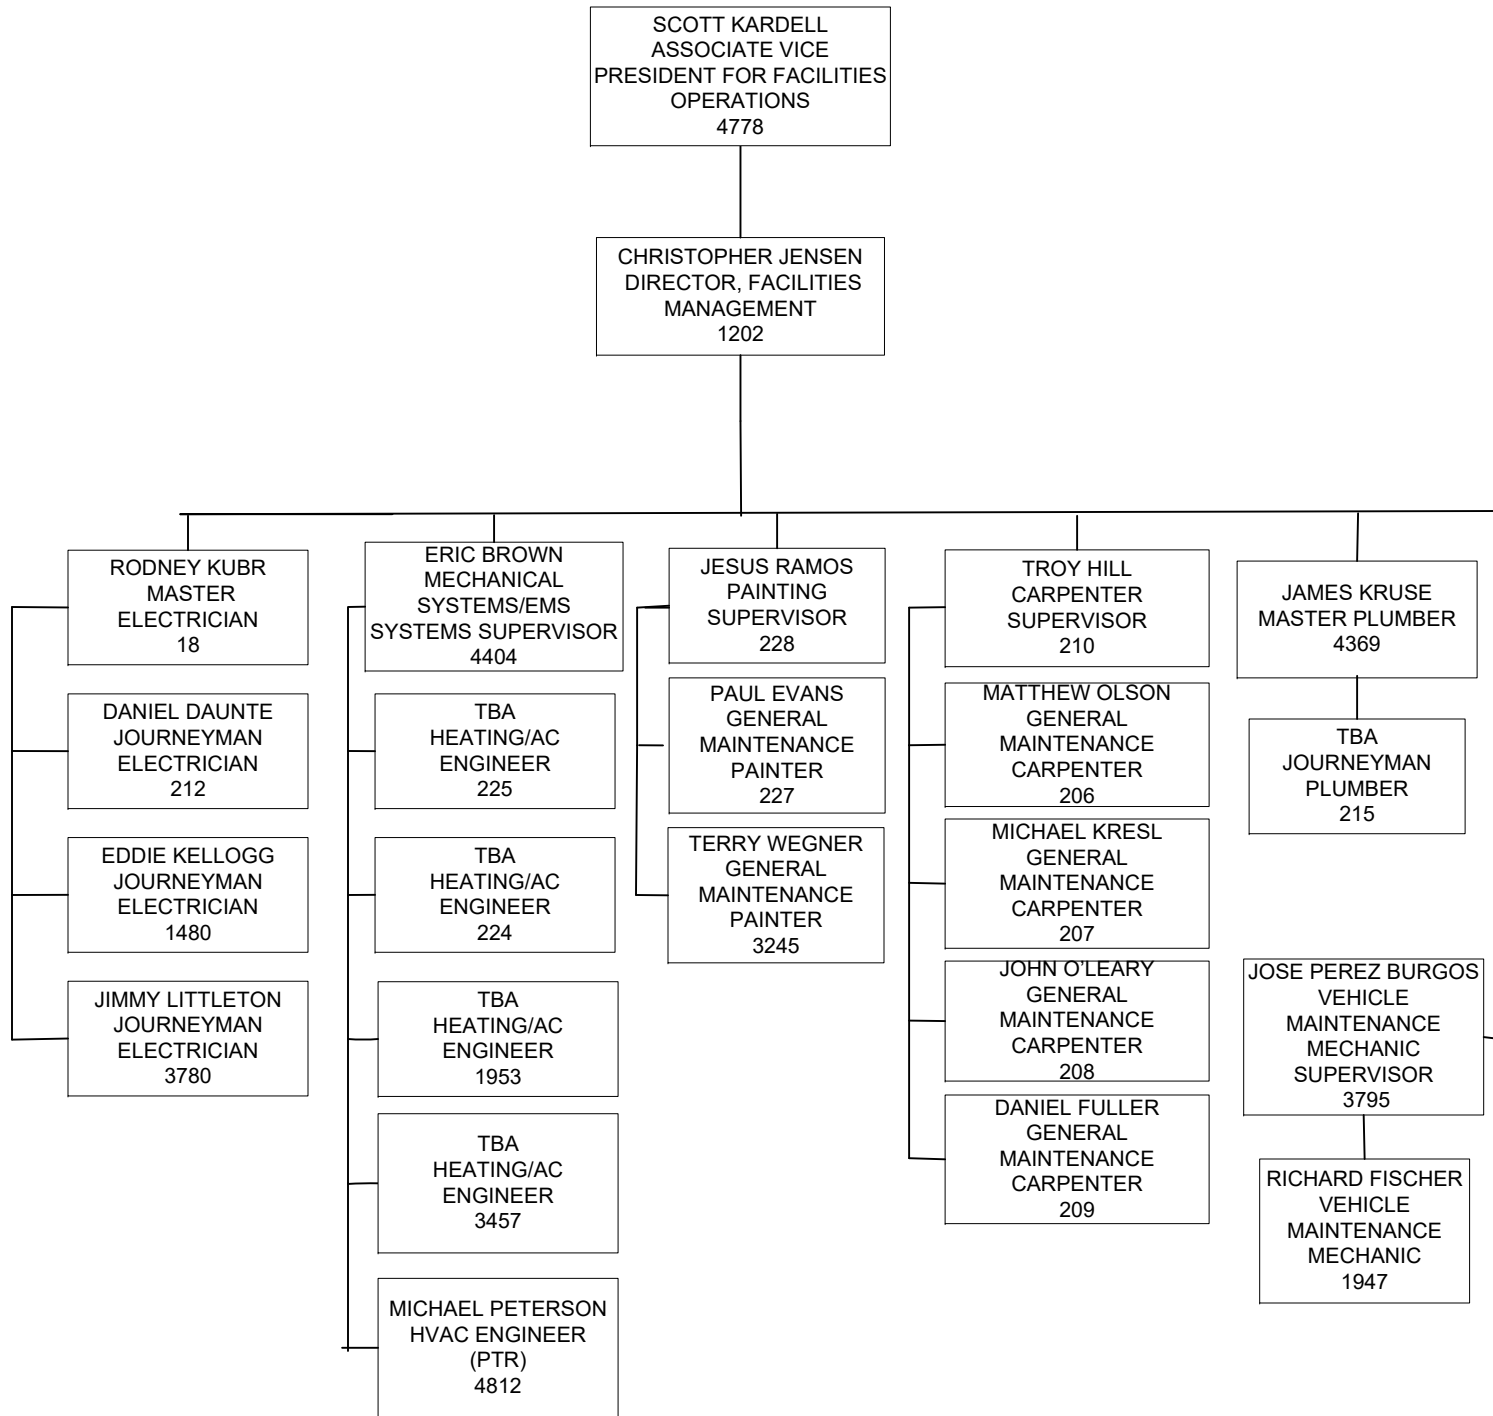 SCOTT KARDELL
ASSOCIATE VICE
PRESIDENT FOR FACILITIES
OPERATIONS
4778
CHRISTOPHER JENSEN
DIRECTOR, FACILITIES
MANAGEMENT
1202
RODNEY KUBR
MASTER
ELECTRICIAN
18
DANIEL DAUNTE
JOURNEYMAN
ELECTRICIAN
212
EDDIE KELLOGG
JOURNEYMAN
ELECTRICIAN
1480
JIMMY LITTLETON
JOURNEYMAN
ELECTRICIAN
3780
ERIC BROWN
MECHANICAL
SYSTEMS/EMS
SYSTEMS SUPERVISOR
4404
TBA
HEATING/AC
ENGINEER
225
TBA
HEATING/AC
ENGINEER
224
TBA
HEATING/AC
ENGINEER
1953
TBA
HEATING/AC
ENGINEER
3457
MICHAEL PETERSON
HVAC ENGINEER
(PTR)
4812
JESUS RAMOS
PAINTING
SUPERVISOR
228
PAUL EVANS
GENERAL
MAINTENANCE
PAINTER
227
TERRY WEGNER
GENERAL
MAINTENANCE
PAINTER
3245
TROY HILL
CARPENTER
SUPERVISOR
210
MATTHEW OLSON
GENERAL
MAINTENANCE
CARPENTER
206
MICHAEL KRESL
GENERAL
MAINTENANCE
CARPENTER
207
JOHN O’LEARY
GENERAL
MAINTENANCE
CARPENTER
208
DANIEL FULLER
GENERAL
MAINTENANCE
CARPENTER
209
JAMES KRUSE
MASTER PLUMBER
4369
TBA
JOURNEYMAN
PLUMBER
215
JOSE PEREZ BURGOS
VEHICLE
MAINTENANCE
MECHANIC
SUPERVISOR
3795
RICHARD FISCHER
VEHICLE
MAINTENANCE
MECHANIC
1947